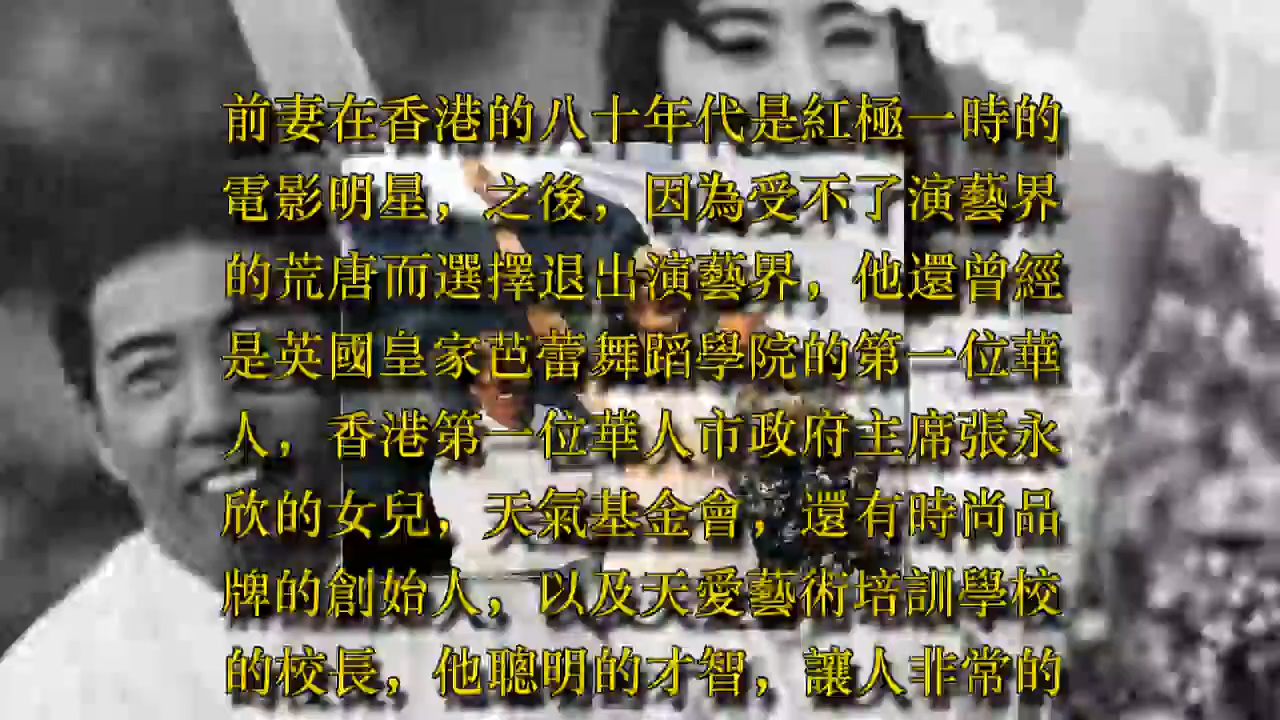 前妻在香港的八十年代是紅極一時的
電影明星，之後，因為受不了演藝界
的荒唐而選擇退出演藝界，他還曾經
是英國皇家芭蕾舞蹈學院的第一位華
人，香港第一位華人市政府主席張永
欣的女兒，天氣基金會，還有時尚品
牌的創始人，以及天愛藝術培訓學校
的校長，他聰明的才智，讓人非常的